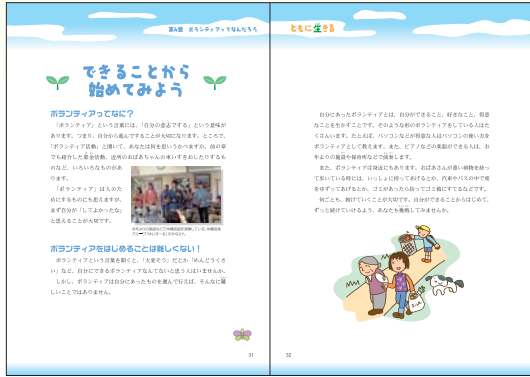 第4章 ボランティアってなんだろう
できることから
始めてみよう
ボランティアってなに？
「ボランティア」という言葉には、「自分の意志でする」という意味が
あります。つまり、自分から進んですることが大切になります。ところで、
「ボランティア活動」と聞いて、あなたは何を思いうかべますか。前の章
でも紹介した募金活動、近所のおばあちゃんの車いすをおしたりするも
のなど、いろいろなものがあ
ります。
「ボランティア」は人のた
めにするものにも思えますが、
まず自分が「してよかったな」
と思えることが大切です。
ボランティアをはじめることは難しくない！
ボランティアという言葉を聞くと、「大変そう」だとか「めんどうくさ
い」など、自分にできるボランティアなんてないと思う人はいませんか。
しかし、ボランティアは自分にあったものを選んで行えば、そんなに難
しいことではありません。
31
ともに生きる
自分にあったボランティアとは、自分ができること、好きなこと、得意
なことを生かすことです。そのような形のボランティアをしている人はた
くさんいます。たとえば、パソコンなどが得意な人はパソコンの使い方を
ボランティアとして教えます。また、ピアノなどの楽器ができる人は、お
年よりの施設や保育所などで演奏します。
また、ボランティアは身近にもあります。おばあさんが重い荷物を持っ
て歩いている時には、いっしょに持ってあげるとか、汽車やバスの中で席
をゆずってあげるとか、ゴミがあったら拾ってゴミ箱にすてるなどです。
何ごとも、続けていくことが大切です。自分ができることからはじめて、
ずっと続けていけるよう、あなたも挑戦してみませんか。
32